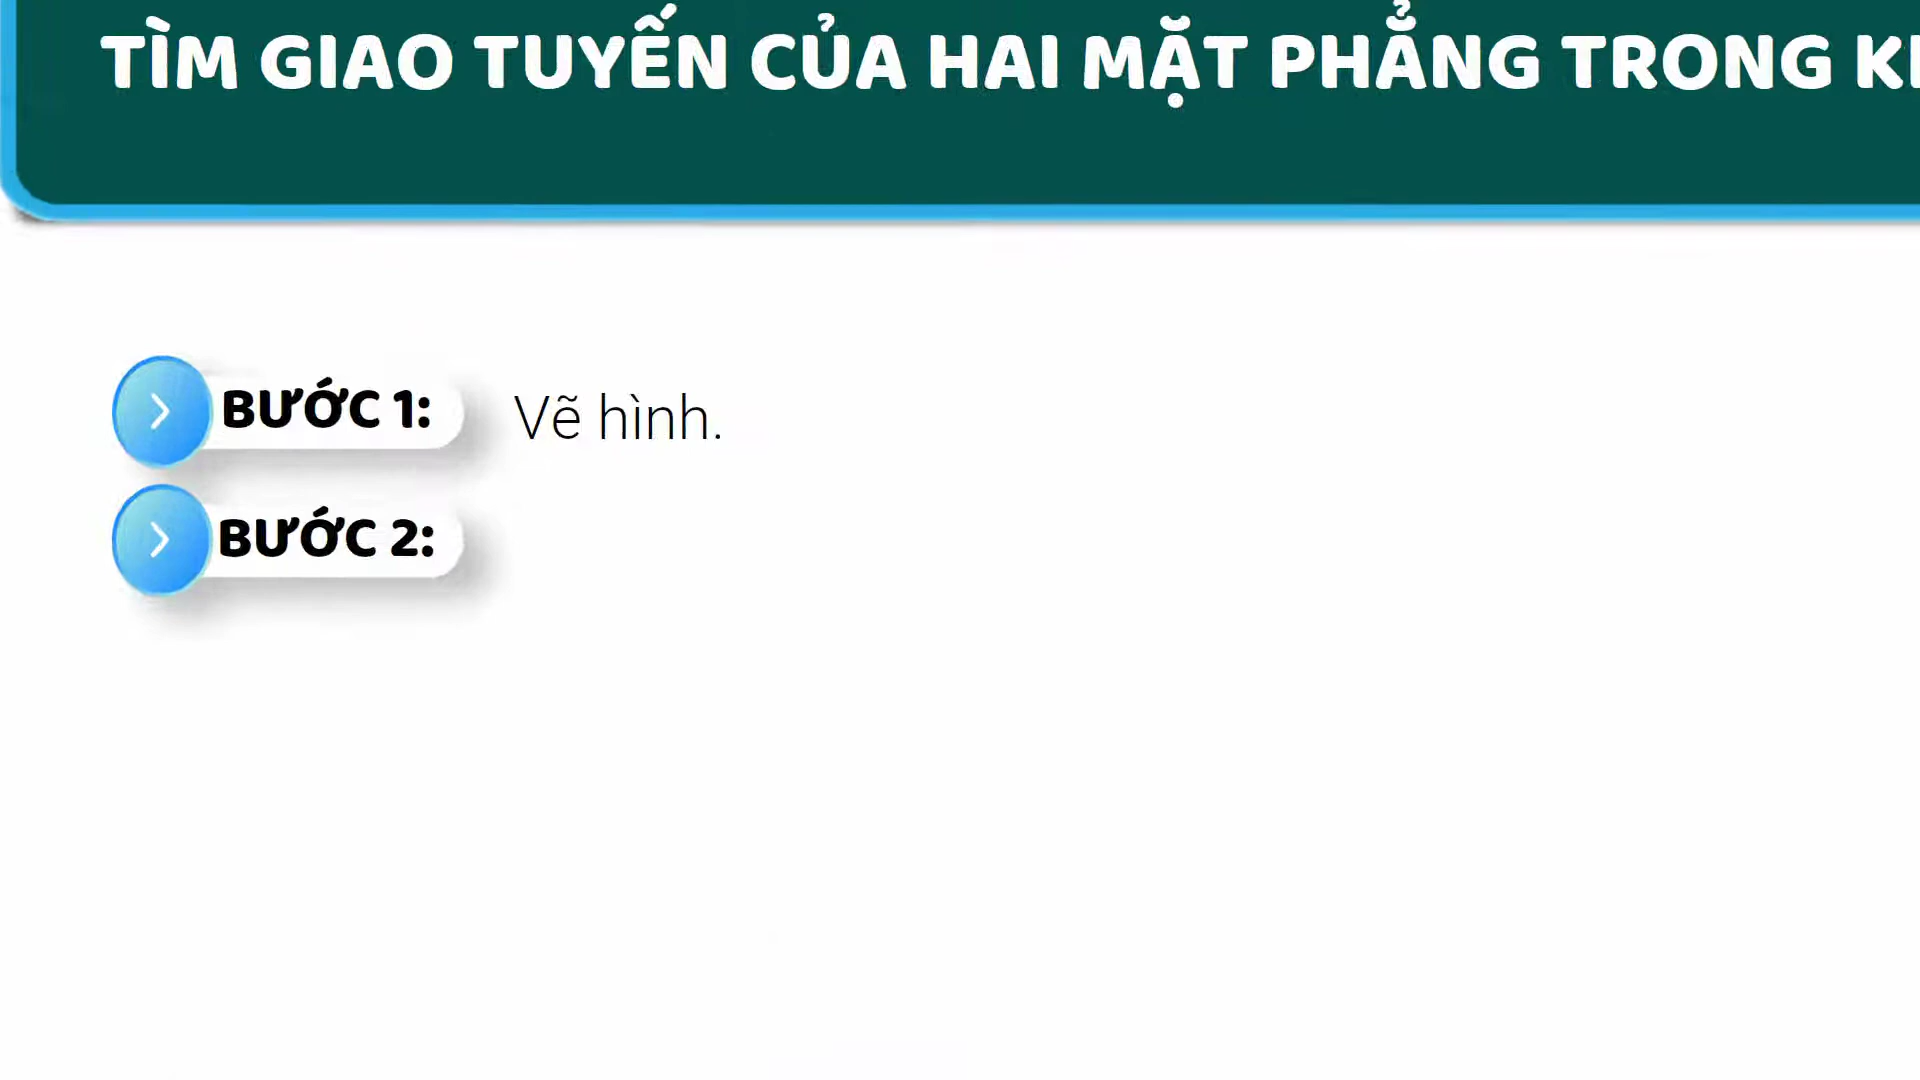 TÌM GIAO TUYẾN CỦA HAI MẶT PHẲNG TRONG
BƯỚC 1: Vẽ hình.
BƯỚC 2: